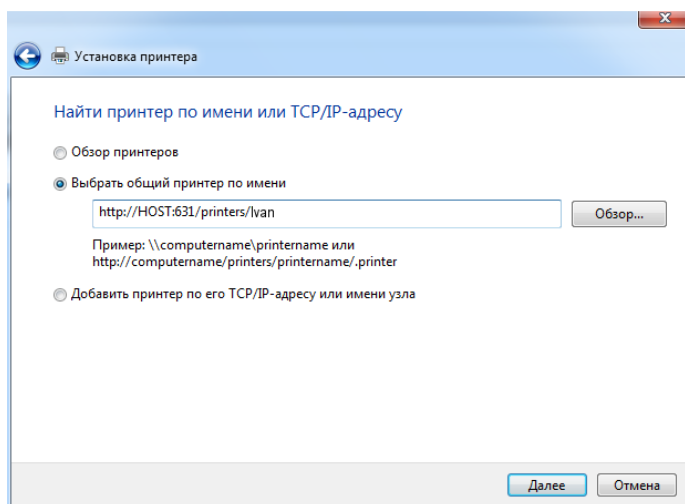 Установка принтера
Найти принтер по имени или TCP/IP-адресу
Обзор принтеров
Выбрать общий принтер по имени
http://HOST:631/printers/Ivan
Обзор...
Пример: \\computername\printername или
http://computername/printers/printername/.printer
Добавить принтер по его TCP/IP-адресу или имени узла
Далее
Отмена